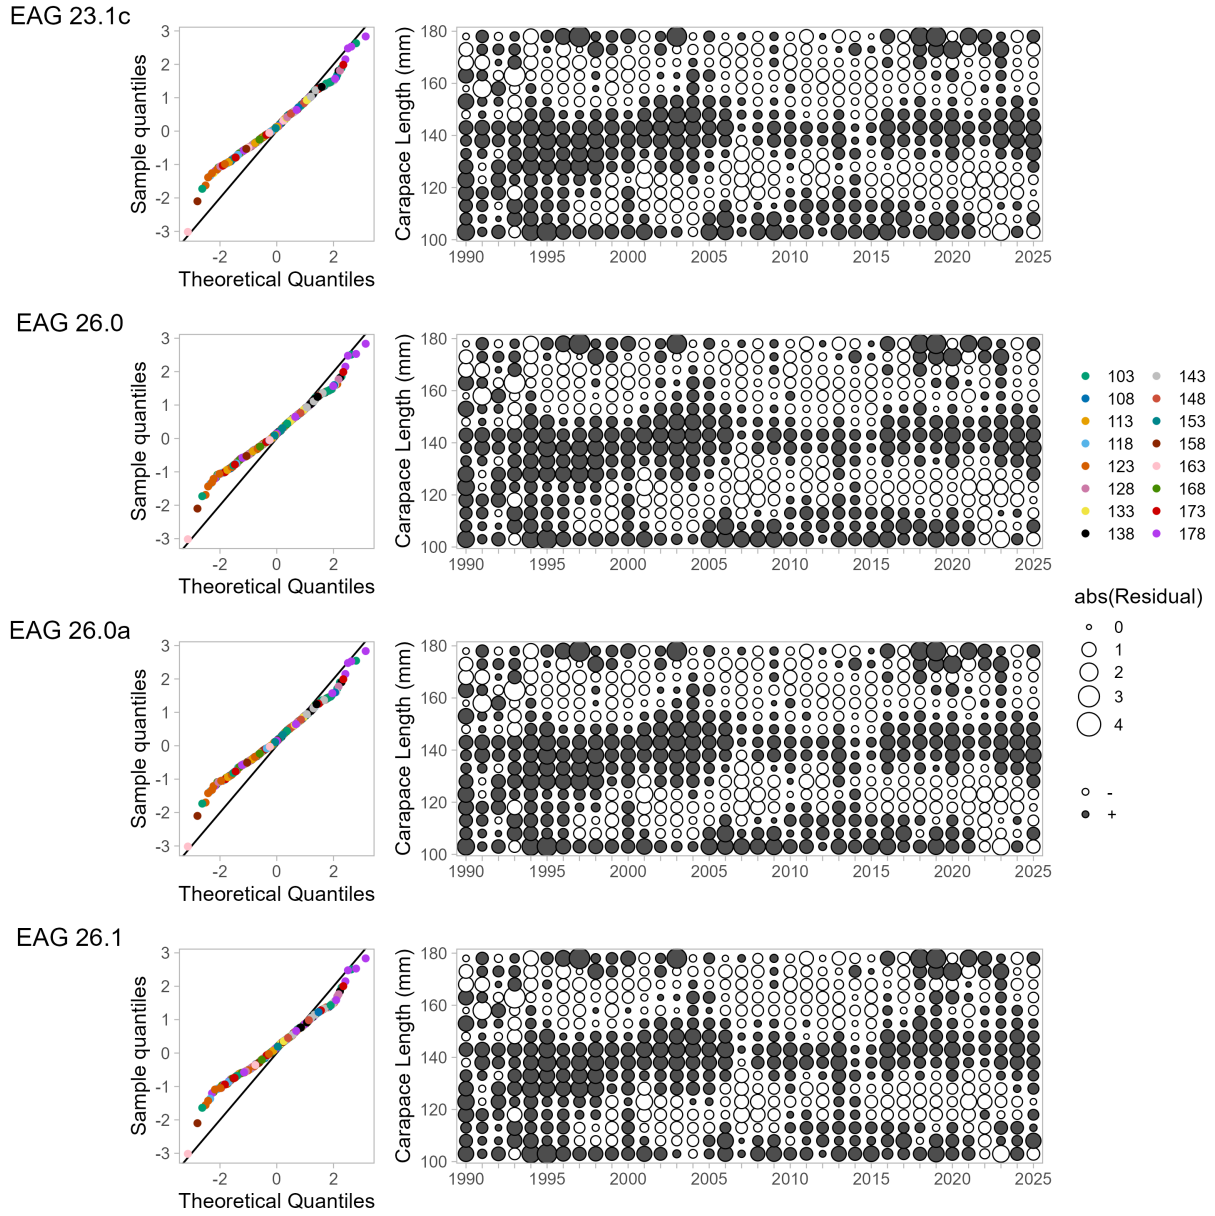 EAG 23.1c
Sample quantiles
3
2
1
0
-1
-2
-3
-2 0 2
Theoretical Quantiles
Carapace Length (mm)
180
160
140
120
100
1990 1995 2000 2005 2010 2015 2020 2025
EAG 26.0
Sample quantiles
3
2
1
0
-1
-2
-3
-2 0 2
Theoretical Quantiles
Carapace Length (mm)
180
160
140
120
100
1990 1995 2000 2005 2010 2015 2020 2025
103 143
108 148
113 153
118 158
123 163
128 168
133 173
138 178
abs(Residual)
0
1
2
3
4
-
+
EAG 26.0a
Sample quantiles
3
2
1
0
-1
-2
-3
-2 0 2
Theoretical Quantiles
Carapace Length (mm)
180
160
140
120
100
1990 1995 2000 2005 2010 2015 2020 2025
EAG 26.1
Sample quantiles
3
2
1
0
-1
-2
-3
-2 0 2
Theoretical Quantiles
Carapace Length (mm)
180
160
140
120
100
1990 1995 2000 2005 2010 2015 2020 2025